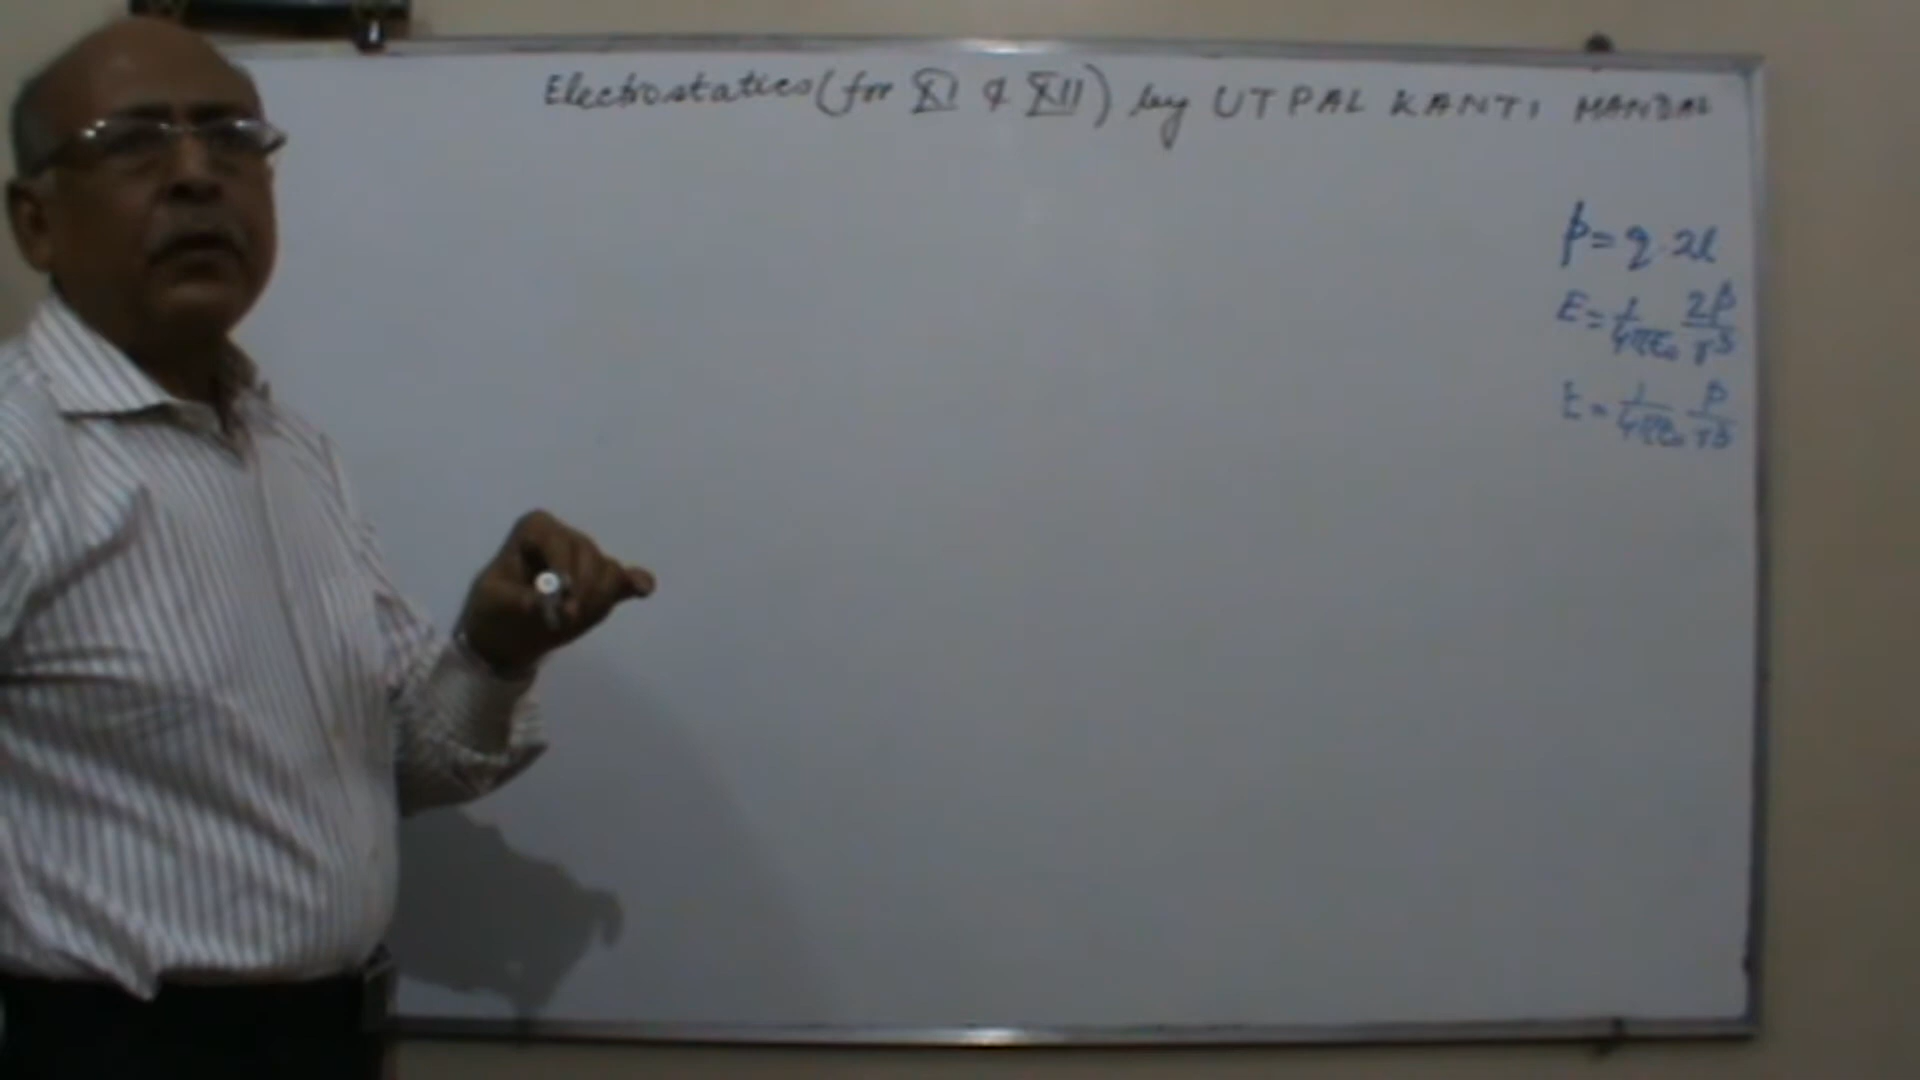 Electrostatics (for XI & XII) by UTPAL KANTI MANDAL
p = q · 2l
E = 1/4πε₀ 2p/r³
E = 1/4πε₀ p/r³